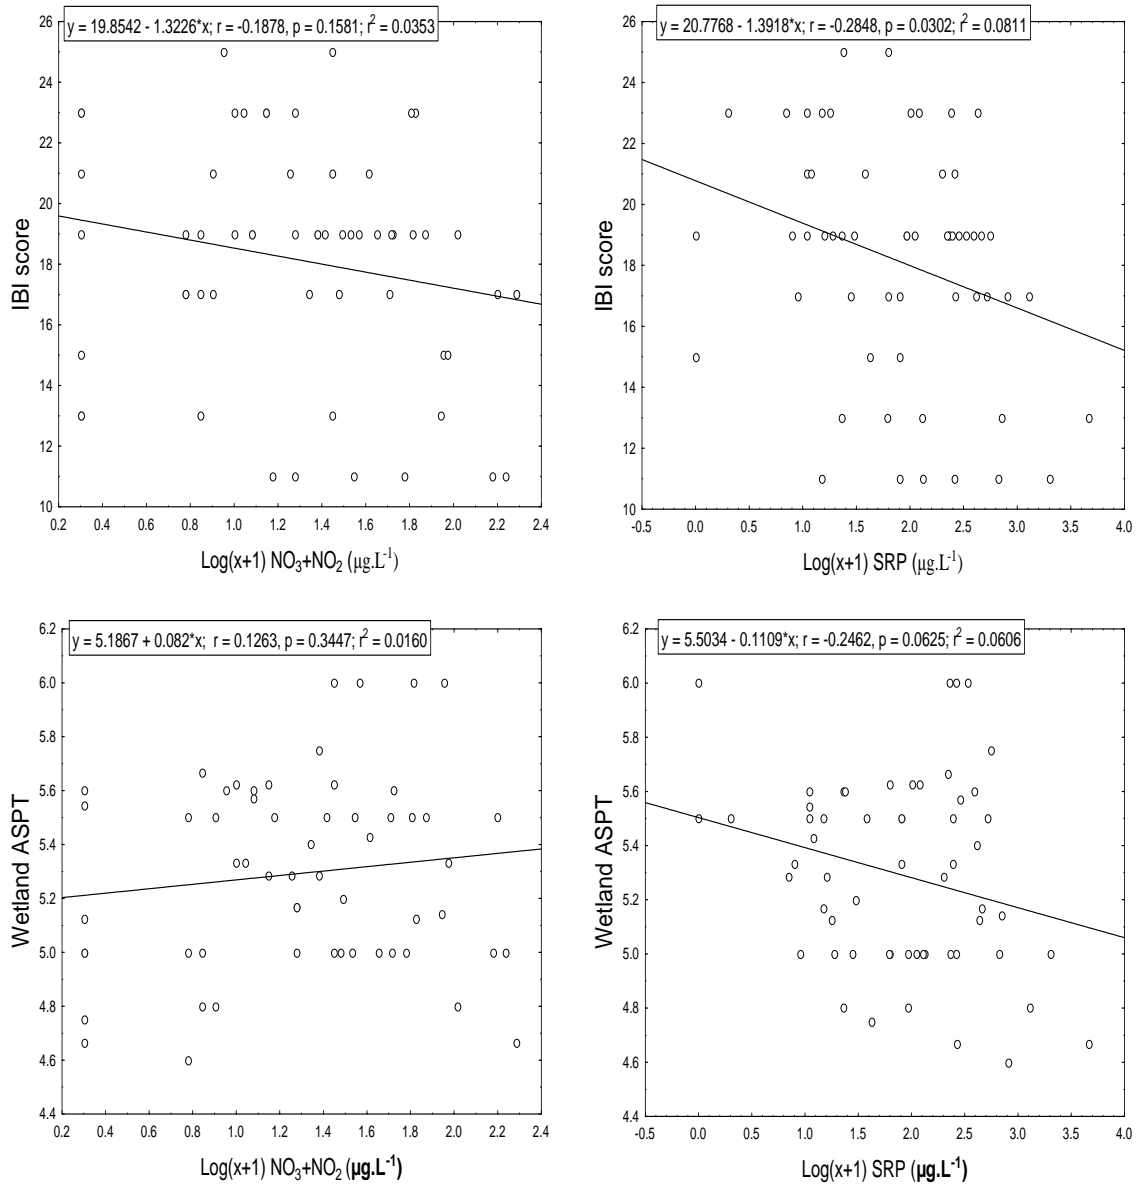 y = 19.8542 - 1.3226*x; r = -0.1878, p = 0.1581; r² = 0.0353
26
24
22
20
18
16
14
12
10
IBI score
0.2 0.4 0.6 0.8 1.0 1.2 1.4 1.6 1.8 2.0 2.2 2.4
Log(x+1) NO₃+NO₂ (µg.L⁻¹)
y = 20.7768 - 1.3918*x; r = -0.2848, p = 0.0302; r² = 0.0811
26
24
22
20
18
16
14
12
10
IBI score
-0.5 0.0 0.5 1.0 1.5 2.0 2.5 3.0 3.5 4.0
Log(x+1) SRP (µg.L⁻¹)
y = 5.1867 + 0.082*x; r = 0.1263, p = 0.3447; r² = 0.0160
6.2
6.0
5.8
5.6
5.4
5.2
5.0
4.8
4.6
4.4
Wetland ASPT
0.2 0.4 0.6 0.8 1.0 1.2 1.4 1.6 1.8 2.0 2.2 2.4
Log(x+1) NO₃+NO₂ (µg.L⁻¹)
y = 5.5034 - 0.1109*x; r = -0.2462, p = 0.0625; r² = 0.0606
6.2
6.0
5.8
5.6
5.4
5.2
5.0
4.8
4.6
4.4
Wetland ASPT
-0.5 0.0 0.5 1.0 1.5 2.0 2.5 3.0 3.5 4.0
Log(x+1) SRP (µg.L⁻¹)